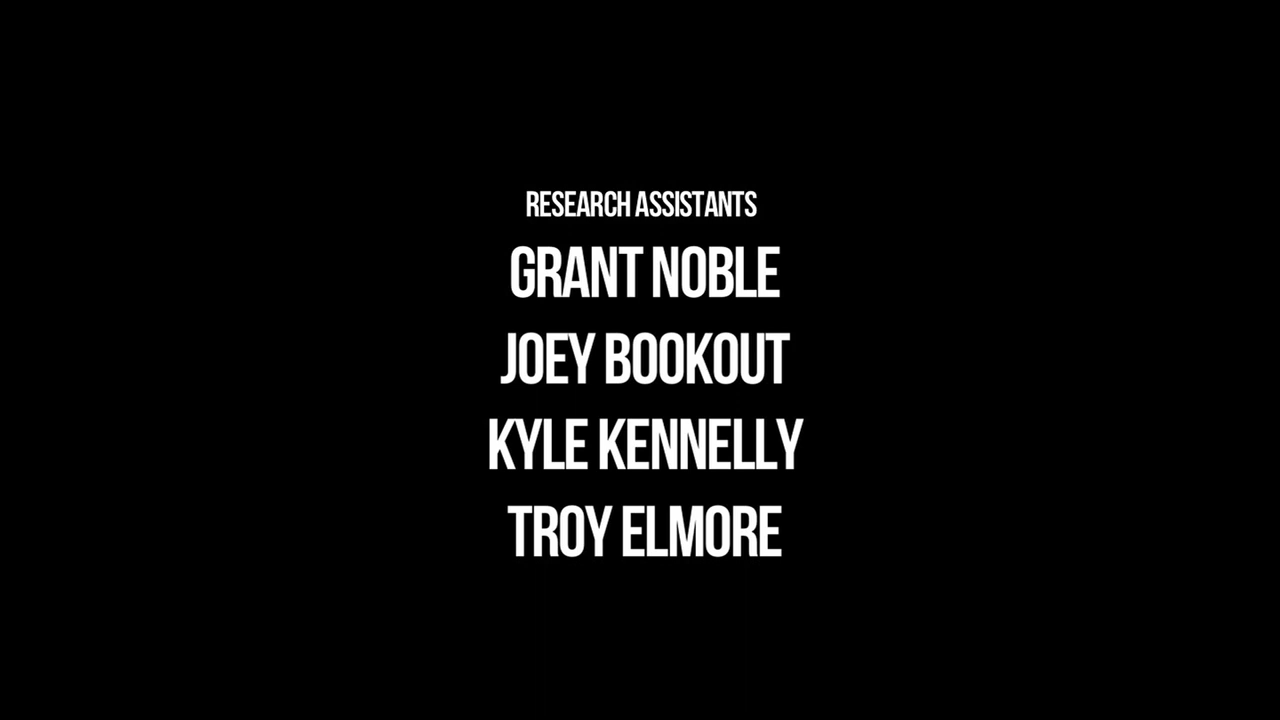 RESEARCH ASSISTANTS
GRANT NOBLE
JOEY BOOKOUT
KYLE KENNELLY
TROY ELMORE